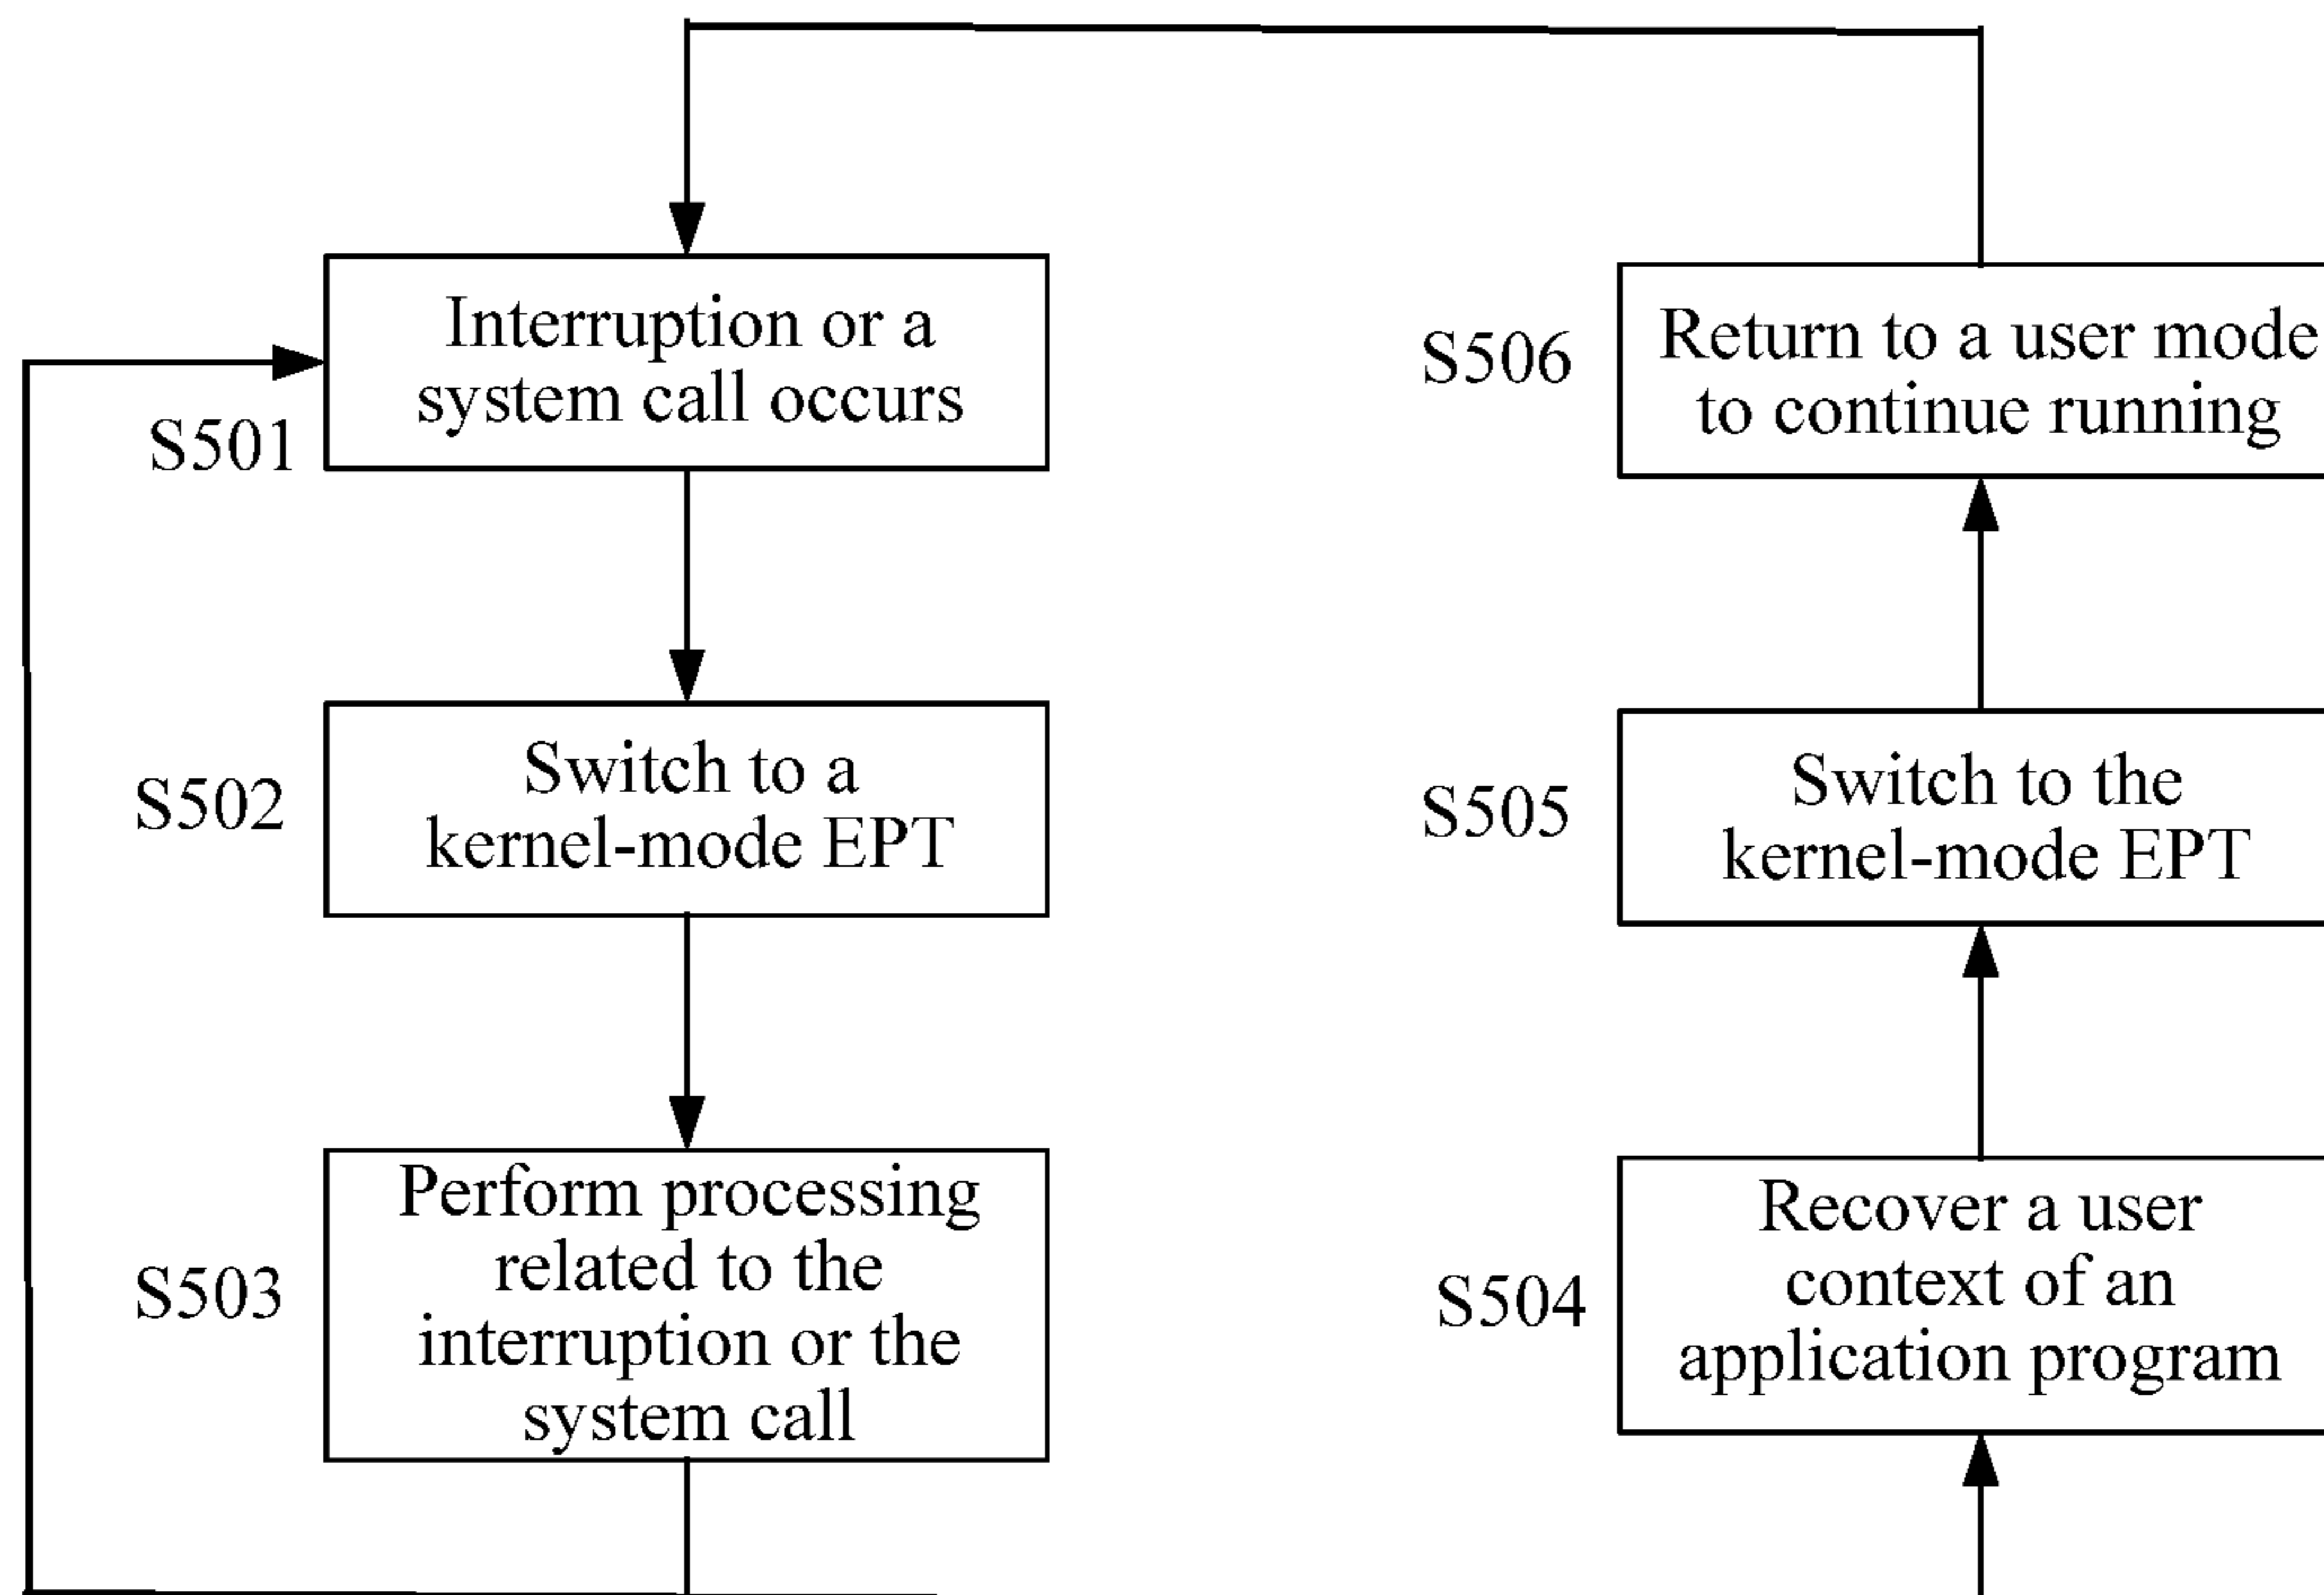 Interruption or a
system call occurs
S501
Switch to a
kernel-mode EPT
S502
Perform processing
related to the
interruption or the
system call
S503
Return to a user mode
to continue running
S506
Switch to the
kernel-mode EPT
S505
Recover a user
context of an
application program
S504